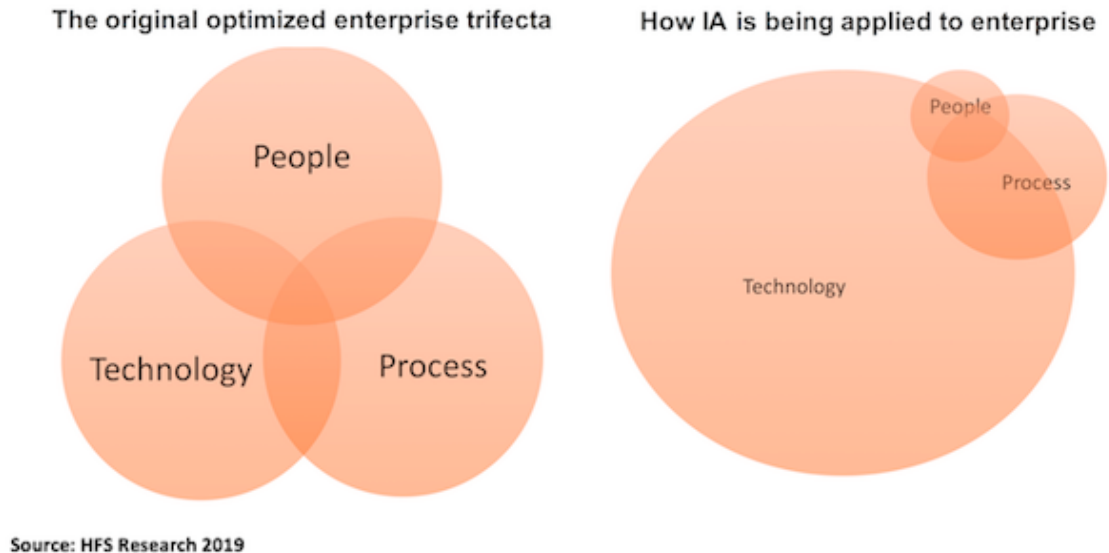 The original optimized enterprise trifecta
People
Technology
Process
How IA is being applied to enterprise
People
Process
Technology
Source: HFS Research 2019